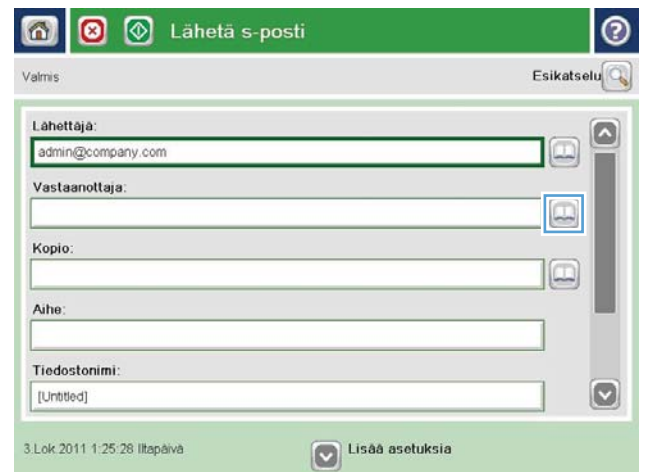 Lähetä s-posti
Valmis Esikatselu
Lähettäjä:
admin@company.com
Vastaanottaja:
Kopio:
Aihe:
Tiedostonimi:
[Untitled]
3.Lok.2011 1:25:28 Iltapäivä Lisää asetuksia